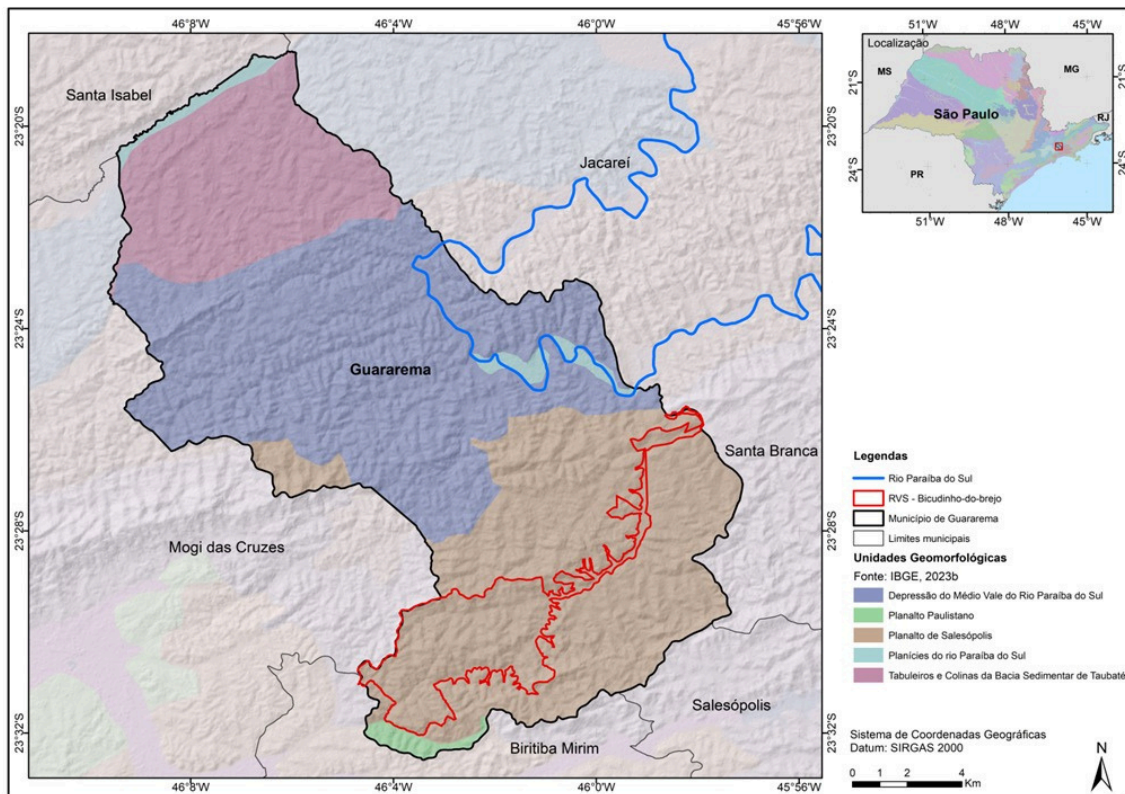 46°8'W
46°4'W
46°0'W
45°56'W
Santa Isabel
Jacareí
Guararema
Santa Branca
Mogi das Cruzes
Salesópolis
Biritiba Mirim
23°20'S
23°24'S
23°28'S
23°32'S
23°20'S
23°24'S
23°28'S
23°32'S
46°8'W
46°4'W
46°0'W
45°56'W
51°W
48°W
45°W
Localização
MS
MG
São Paulo
RJ
PR
21°S
24°S
21°S
24°S
51°W
48°W
45°W
Legendas
Rio Paraíba do Sul
RVS - Bicudinho-do-brejo
Município de Guararema
Limites municipais
Unidades Geomorfológicas
Fonte: IBGE, 2023b
Depressão do Médio Vale do Rio Paraíba do Sul
Planalto Paulistano
Planalto de Salesópolis
Planícies do rio Paraíba do Sul
Tabuleiros e Colinas da Bacia Sedimentar de Taubaté
Sistema de Coordenadas Geográficas
Datum: SIRGAS 2000
0 1 2 4
Km
N